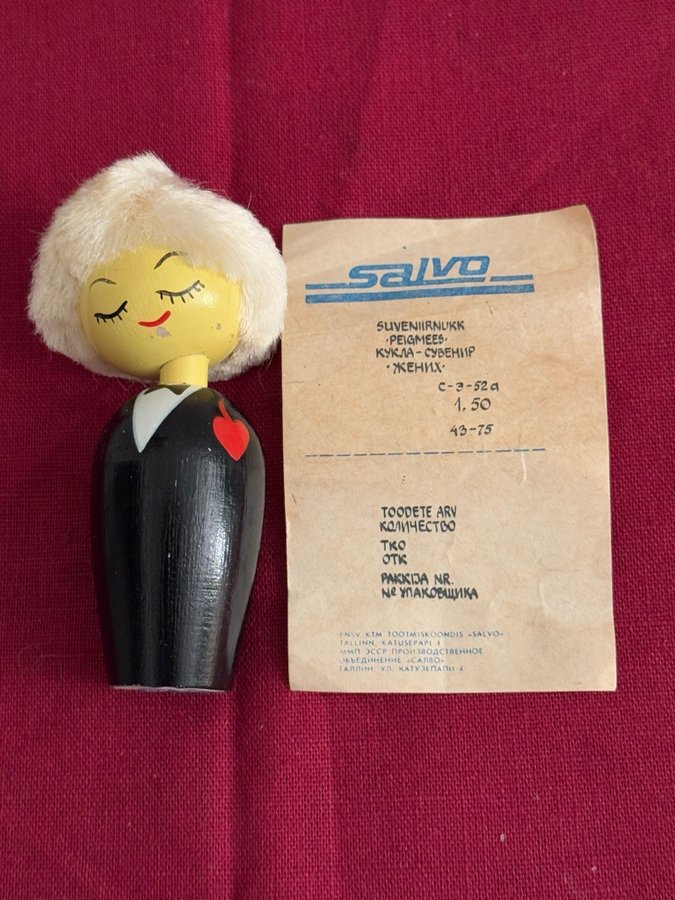 salvo
SUVENIIRNUKK
·PEIGMEES·
КУКЛА-СУВЕНИР
·ЖЕНИХ·
С-Э-52а
1.50
43-75
TOODETE ARV
КОЛИЧЕСТВО
TKO
ОТК
PAKKIJA NR.
№ УПАКОВЩИКА
ENSV KTM TOOTMISKOONDIS «SALVO»
TALLINN, KATUSEPAPI 4
ММП ЭССР ПРОИЗВОДСТВЕННОЕ
ОБЪЕДИНЕНИЕ «САЛВО»
ТАЛЛИН, УЛ. КАТУЗЕПАПИ 4